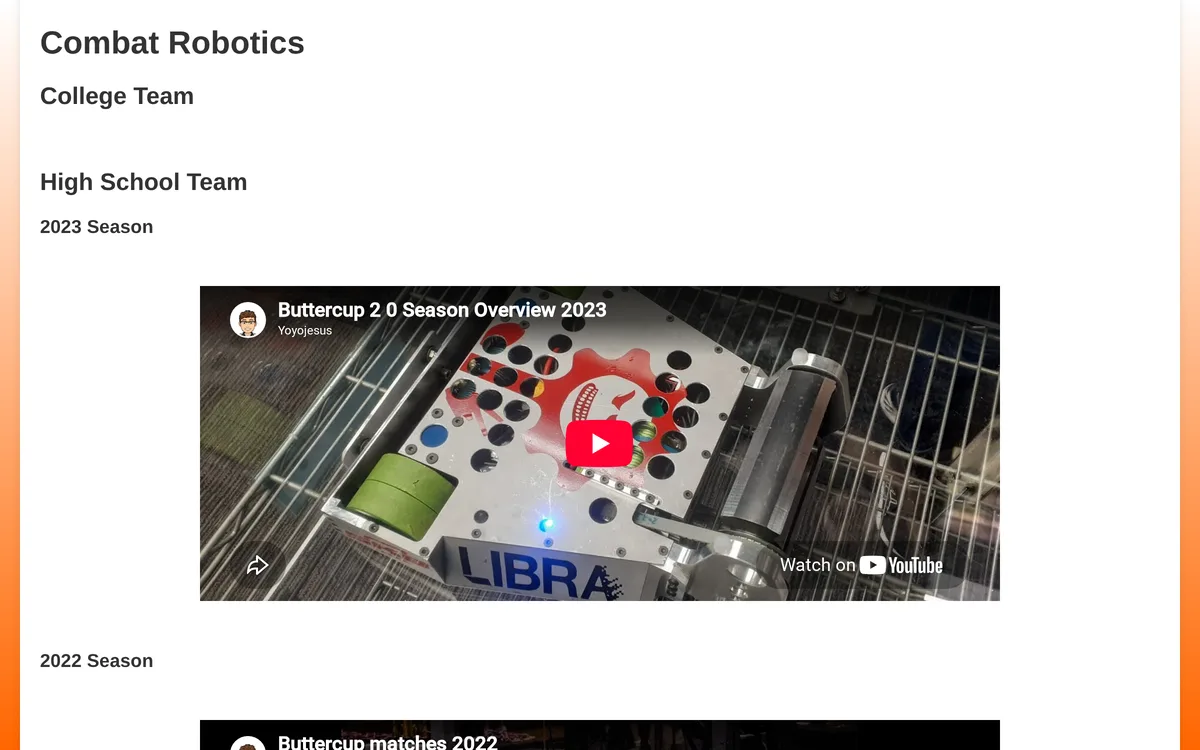 Combat Robotics
College Team
High School Team
2023 Season
Buttercup 2 0 Season Overview 2023
Yoyojesus
LIBRA
Watch on YouTube
2022 Season
Buttercup matches 2022